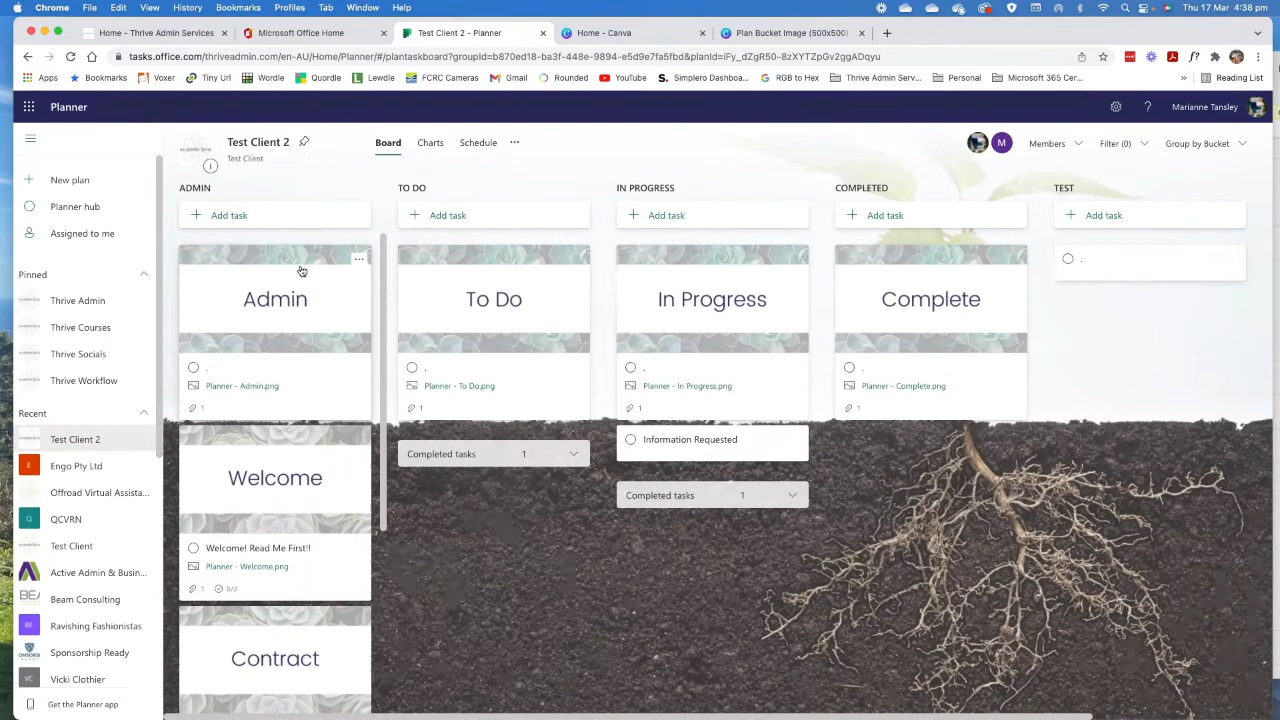 Chrome File Edit View History Bookmarks Profiles Tab Window Help Thu 17 Mar 4:38 pm
Home - Thrive Admin Services Microsoft Office Home Test Client 2 - Planner Home - Canva Plan Bucket Image (500x500)
tasks.office.com/thriveadmin.com/en-AU/Home/Planner/#/plantaskboard?groupId=b870ed18-ba3f-448e-9894-e5d9e7fa5fbd&planId=iFy_dZgR50-8zXYTZpGv2ggADqyu
Apps Bookmarks Voxer Tiny Url Wordle Quordle Lewdle FCRC Cameras Gmail Rounded YouTube Simplero Dashboa... RGB to Hex Thrive Admin Serv... Personal Microsoft 365 Cer... » Reading List
Planner ? Marianne Tansley
Test Client 2
Test Client
Board Charts Schedule ...
M Members Filter (0) Group by Bucket
New plan
Planner hub
Assigned to me
Pinned
Thrive Admin
Thrive Courses
Thrive Socials
Thrive Workflow
Recent
Test Client 2
E Engo Pty Ltd
Offroad Virtual Assista...
Q QCVRN
Test Client
Active Admin & Busin...
BEA Beam Consulting
RF Ravishing Fashionistas
Sponsorship Ready
VC Vicki Clothier
Get the Planner app
ADMIN
Add task
Admin
.
Planner - Admin.png
1
Welcome
Welcome! Read Me First!!
Planner - Welcome.png
1 0/2
Contract
TO DO
Add task
To Do
.
Planner - To Do.png
1
Completed tasks 1
IN PROGRESS
Add task
In Progress
.
Planner - In Progress.png
1
Information Requested
Completed tasks 1
COMPLETED
Add task
Complete
.
Planner - Complete.png
1
TEST
Add task
.